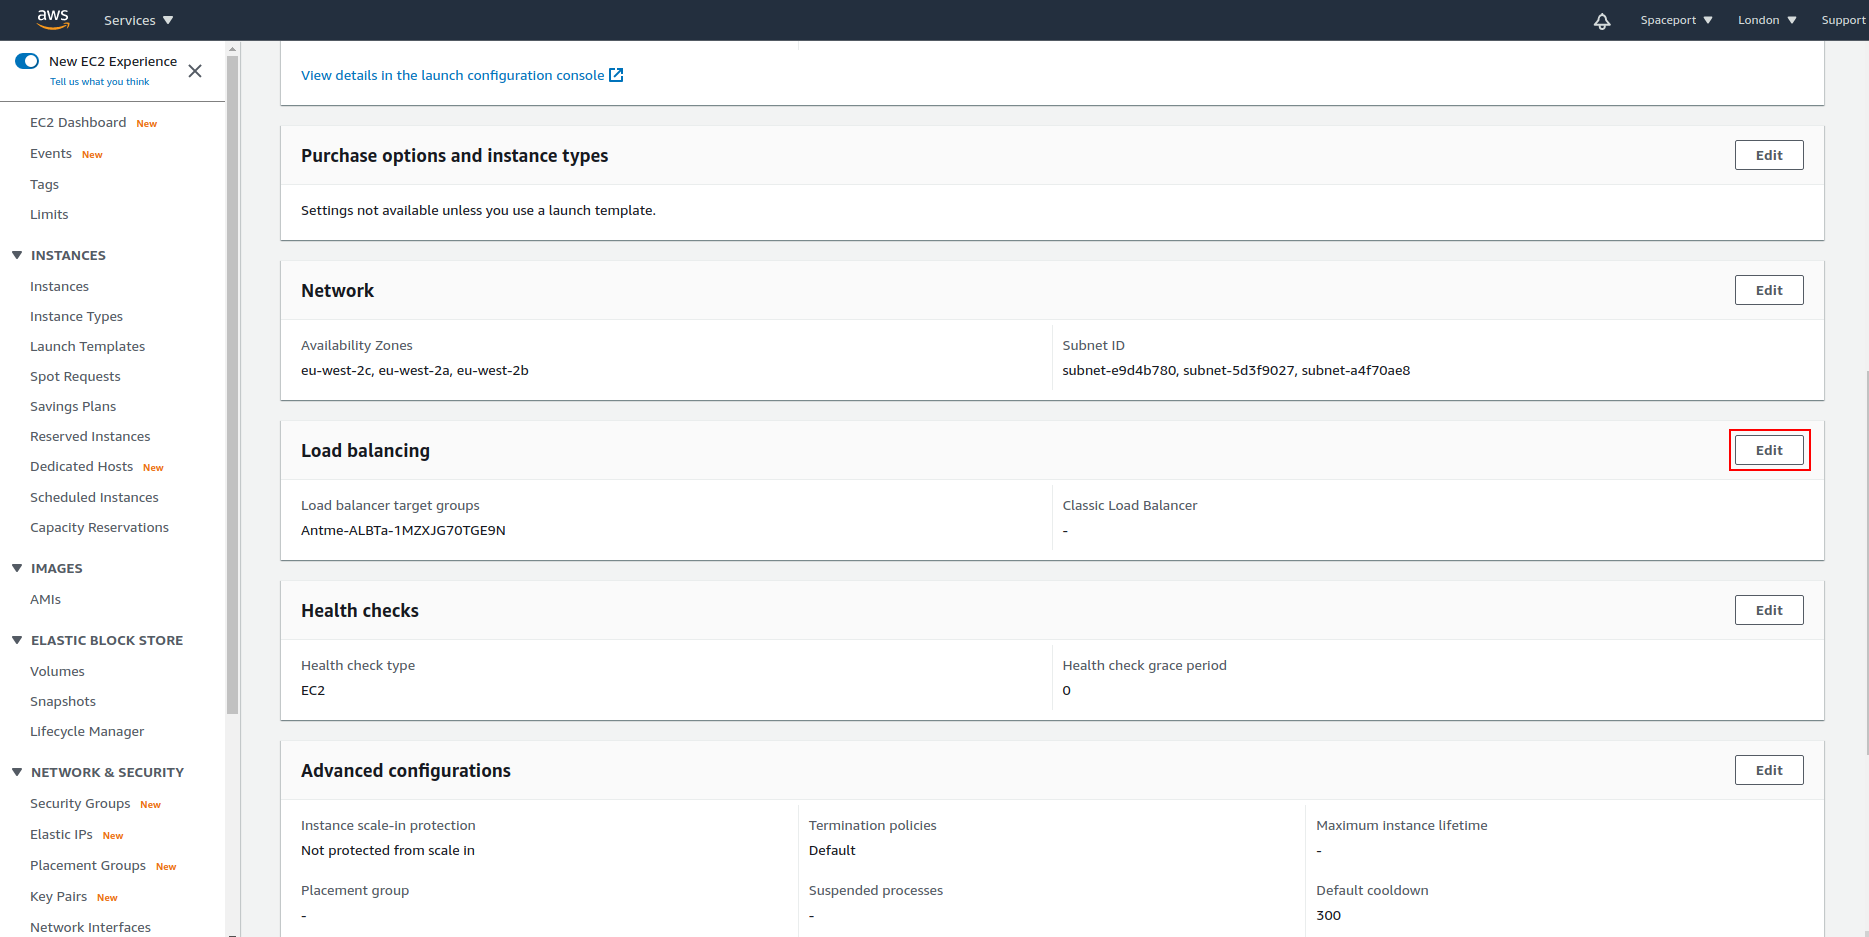 aws
Services
Spaceport
London
Support
New EC2 Experience
Tell us what you think
EC2 Dashboard New
Events New
Tags
Limits
INSTANCES
Instances
Instance Types
Launch Templates
Spot Requests
Savings Plans
Reserved Instances
Dedicated Hosts New
Scheduled Instances
Capacity Reservations
IMAGES
AMIs
ELASTIC BLOCK STORE
Volumes
Snapshots
Lifecycle Manager
NETWORK & SECURITY
Security Groups New
Elastic IPs New
Placement Groups New
Key Pairs New
Network Interfaces
View details in the launch configuration console
Purchase options and instance types
Edit
Settings not available unless you use a launch template.
Network
Edit
Availability Zones
eu-west-2c, eu-west-2a, eu-west-2b
Subnet ID
subnet-e9d4b780, subnet-5d3f9027, subnet-a4f70ae8
Load balancing
Edit
Load balancer target groups
Antme-ALBTa-1MZXJG70TGE9N
Classic Load Balancer
-
Health checks
Edit
Health check type
EC2
Health check grace period
0
Advanced configurations
Edit
Instance scale-in protection
Not protected from scale in
Termination policies
Default
Maximum instance lifetime
-
Placement group
-
Suspended processes
-
Default cooldown
300